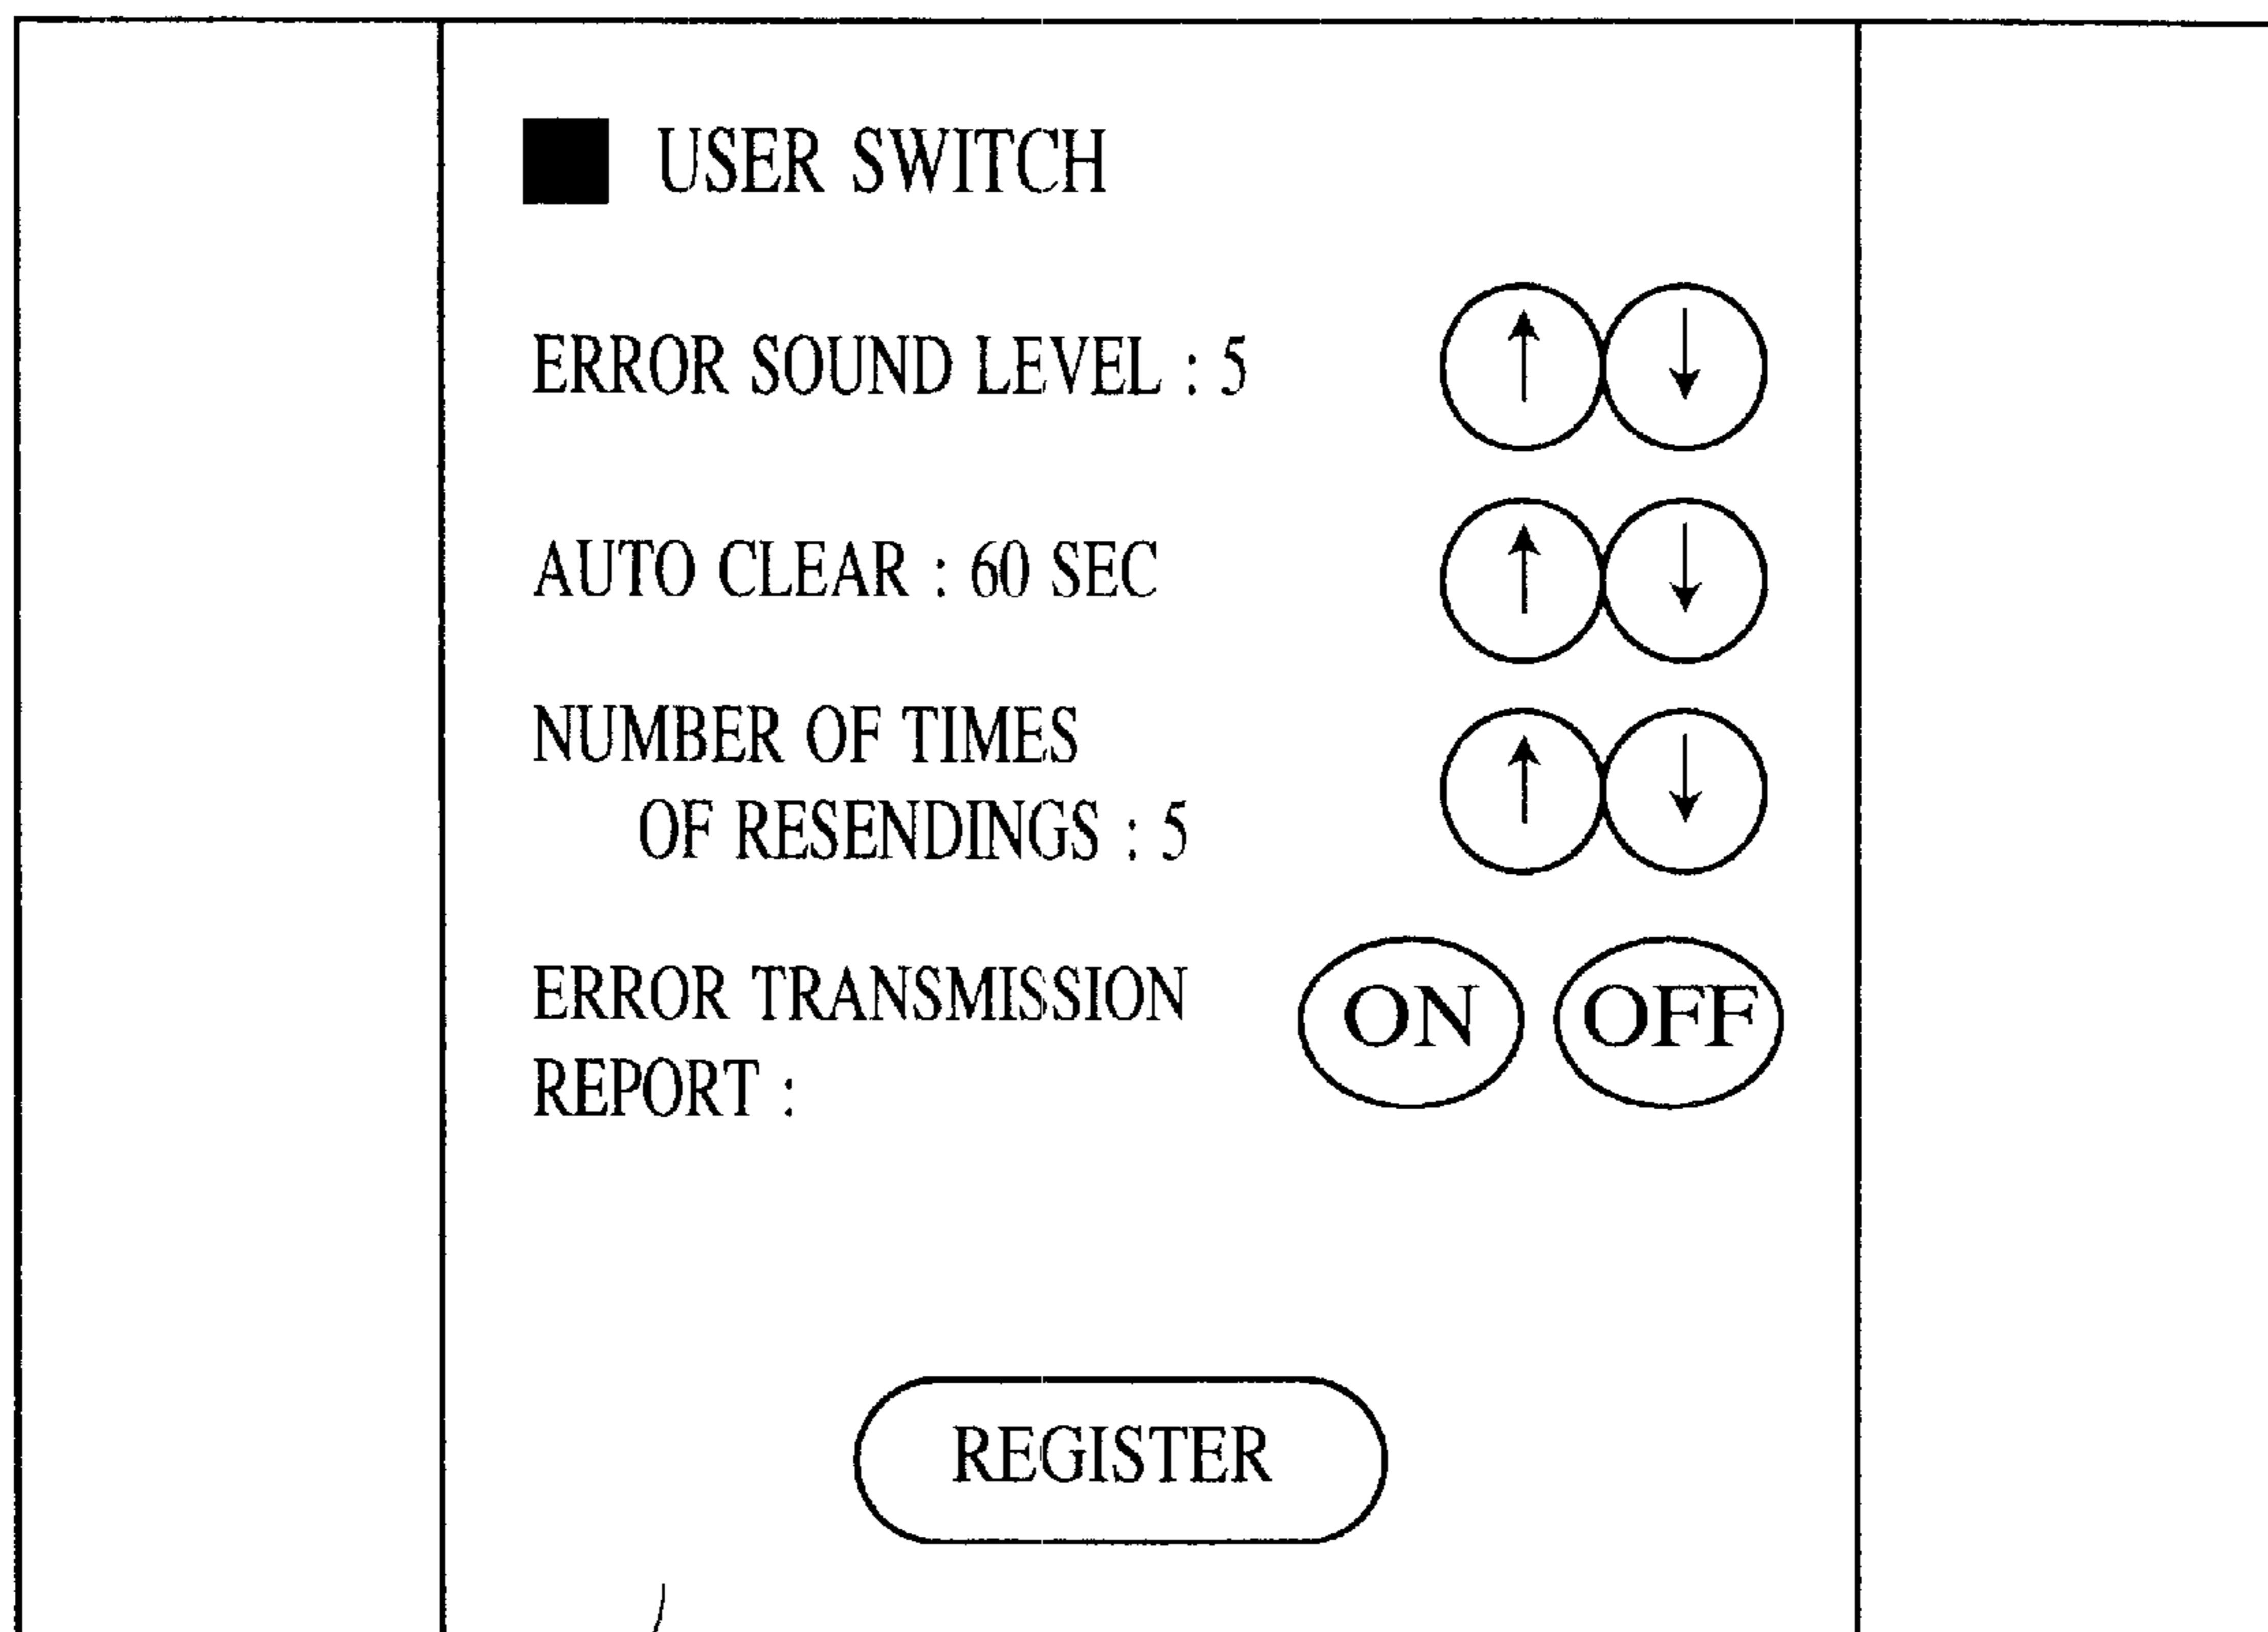 ■ USER SWITCH
ERROR SOUND LEVEL : 5 ↑ ↓
AUTO CLEAR : 60 SEC ↑ ↓
NUMBER OF TIMES
OF RESENDINGS : 5 ↑ ↓
ERROR TRANSMISSION ON OFF
REPORT :
REGISTER